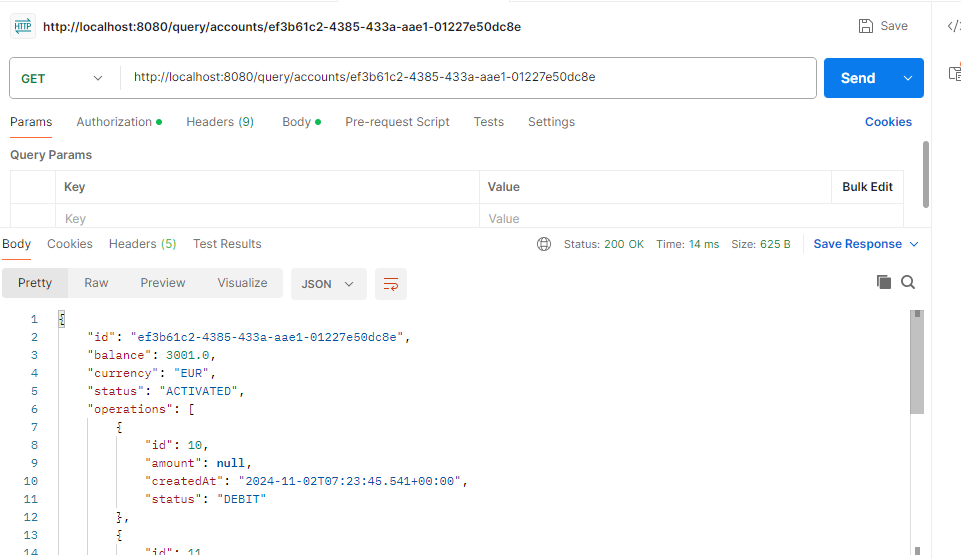 HTTP http://localhost:8080/query/accounts/ef3b61c2-4385-433a-aae1-01227e50dc8e Save
GET http://localhost:8080/query/accounts/ef3b61c2-4385-433a-aae1-01227e50dc8e Send
Params Authorization Headers (9) Body Pre-request Script Tests Settings Cookies
Query Params
Key Value Bulk Edit
Key Value
Body Cookies Headers (5) Test Results Status: 200 OK Time: 14 ms Size: 625 B Save Response
Pretty Raw Preview Visualize JSON
1 {
2 "id": "ef3b61c2-4385-433a-aae1-01227e50dc8e",
3 "balance": 3001.0,
4 "currency": "EUR",
5 "status": "ACTIVATED",
6 "operations": [
7 {
8 "id": 10,
9 "amount": null,
10 "createdAt": "2024-11-02T07:23:45.541+00:00",
11 "status": "DEBIT"
12 },
13 {
14 "id": 11